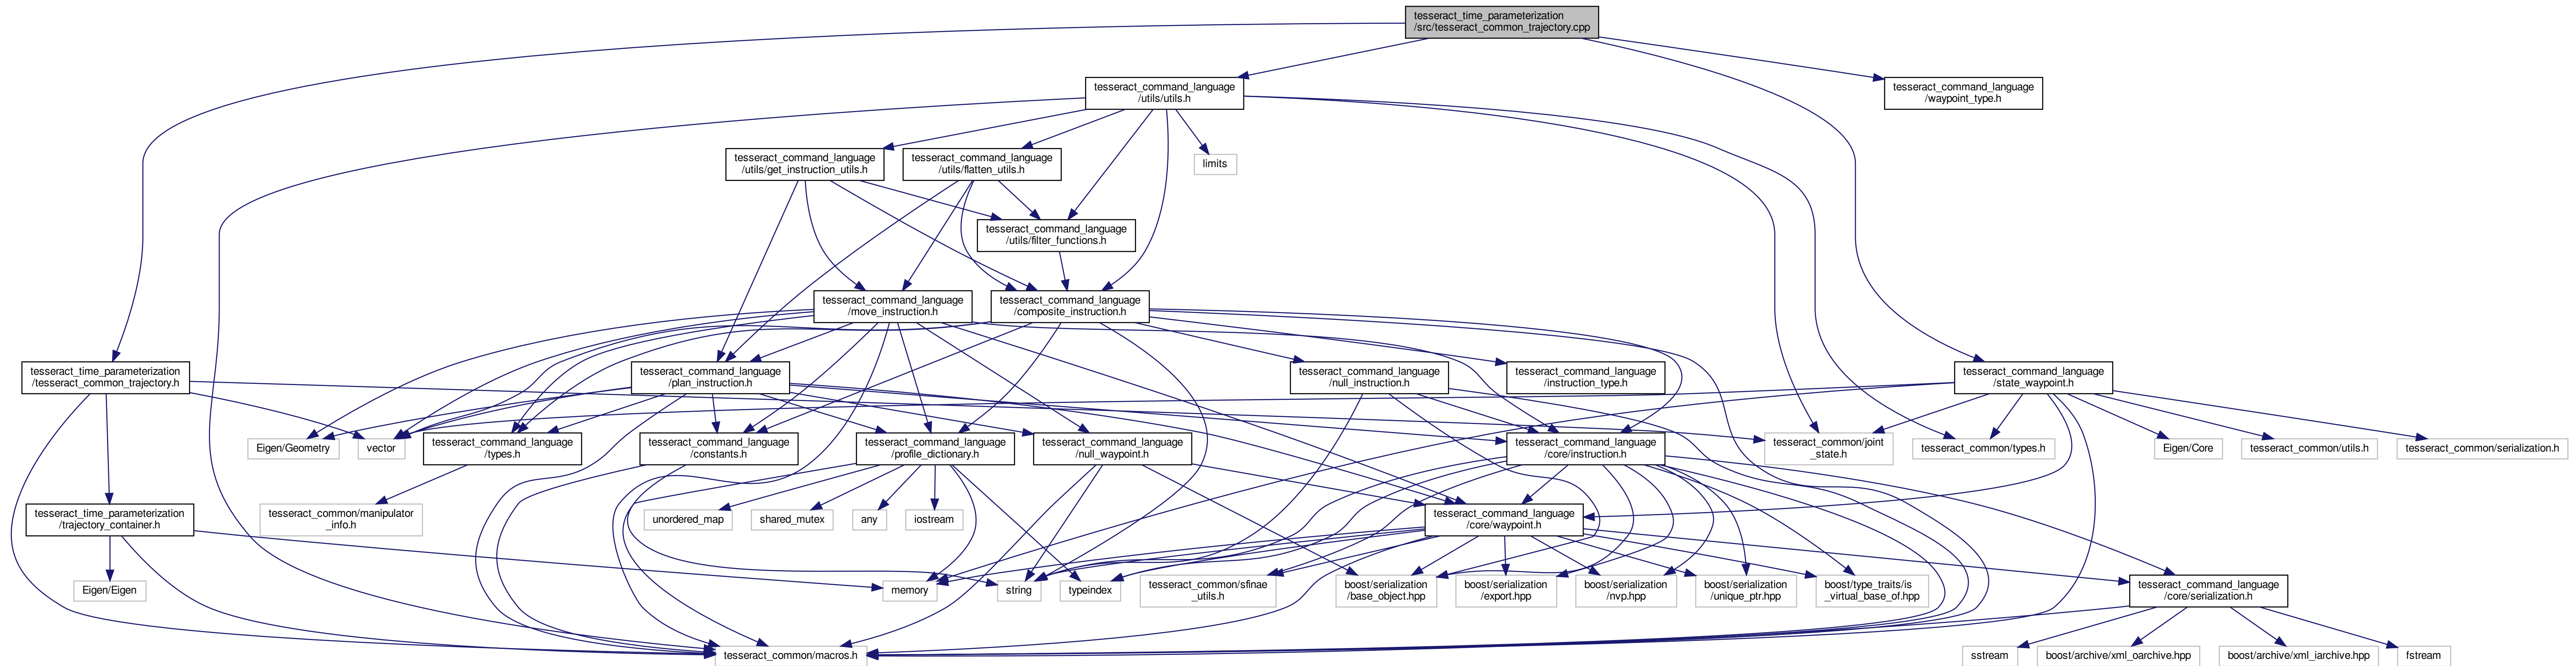 tesseract_time_parameterization
/src/tesseract_common_trajectory.cpp
tesseract_command_language
/utils/utils.h
tesseract_command_language
/waypoint_type.h
tesseract_command_language
/utils/get_instruction_utils.h
tesseract_command_language
/utils/flatten_utils.h
limits
tesseract_command_language
/utils/filter_functions.h
tesseract_command_language
/move_instruction.h
tesseract_command_language
/composite_instruction.h
tesseract_time_parameterization
/tesseract_common_trajectory.h
tesseract_command_language
/plan_instruction.h
tesseract_command_language
/null_instruction.h
tesseract_command_language
/instruction_type.h
tesseract_command_language
/state_waypoint.h
Eigen/Geometry
vector
tesseract_command_language
/types.h
tesseract_command_language
/constants.h
tesseract_command_language
/profile_dictionary.h
tesseract_command_language
/null_waypoint.h
tesseract_command_language
/core/instruction.h
tesseract_common/joint
_state.h
tesseract_common/types.h
Eigen/Core
tesseract_common/utils.h
tesseract_common/serialization.h
tesseract_time_parameterization
/trajectory_container.h
tesseract_common/manipulator
_info.h
unordered_map
shared_mutex
any
iostream
tesseract_command_language
/core/waypoint.h
Eigen/Eigen
memory
string
typeindex
tesseract_common/sfinae
_utils.h
boost/serialization
/base_object.hpp
boost/serialization
/export.hpp
boost/serialization
/nvp.hpp
boost/serialization
/unique_ptr.hpp
boost/type_traits/is
_virtual_base_of.hpp
tesseract_command_language
/core/serialization.h
tesseract_common/macros.h
sstream
boost/archive/xml_oarchive.hpp
boost/archive/xml_iarchive.hpp
fstream